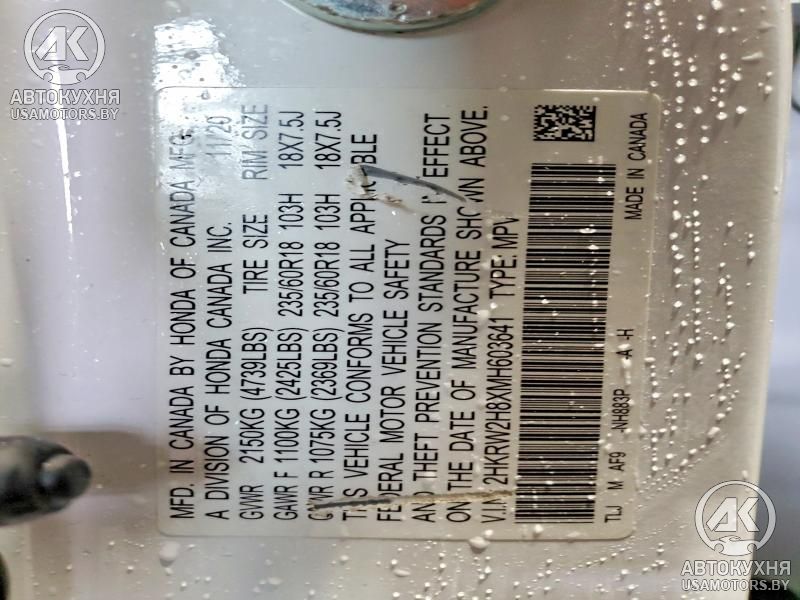 MFD. IN CANADA BY HONDA OF CANADA MFG.
A DIVISION OF HONDA CANADA INC. 11/20
GVWR 2150KG (4739LBS) TIRE SIZE RIM SIZE
GAWR F 1100KG (2425LBS) 235/60R18 103H 18X7.5J
GVWR R 1075KG (2369LBS) 235/60R18 103H 18X7.5J
THIS VEHICLE CONFORMS TO ALL APPLICABLE
FEDERAL MOTOR VEHICLE SAFETY
AND THEFT PREVENTION STANDARDS IN EFFECT
ON THE DATE OF MANUFACTURE SHOWN ABOVE.
V.I.N. 2HKRW2H8XMH603641 TYPE: MPV
TLJ M AF9 -NH883P A -H
MADE IN CANADA
АК
АВТОКУХНЯ
USAMOTORS.BY
АК
АВТОКУХНЯ
USAMOTORS.BY